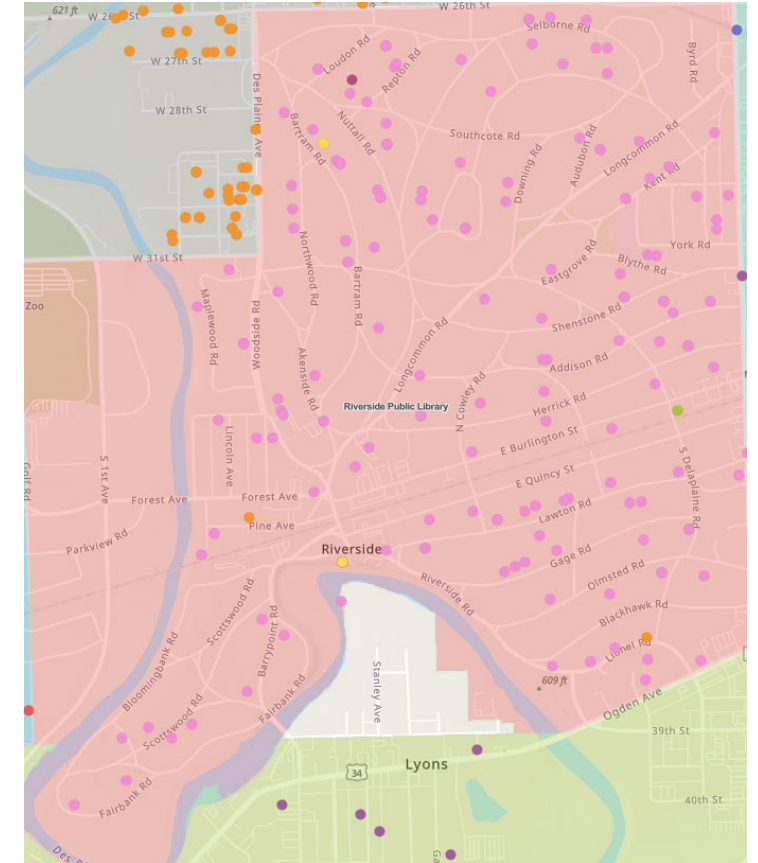 621 ft
W 26th St
W 26th St
Selborne Rd
Loudon Rd
Repton Rd
Byrd Rd
W 27th St
Des Plaines Ave
W 28th St
Bartram Rd
Nuttall Rd
Southcote Rd
Downing Rd
Audubon Rd
Longcommon Rd
Kent Rd
York Rd
W 31st St
Northwood Rd
Bartram Rd
Eastgrove Rd
Blythe Rd
Zoo
Maplewood Rd
Woodside Rd
Akenside Rd
Longcommon Rd
Shenstone Rd
Addison Rd
N Cowley Rd
Herrick Rd
Riverside Public Library
Lincoln Ave
E Burlington St
S Delaplaine Rd
Golf Rd
S 1st Ave
E Quincy St
Forest Ave
Forest Ave
Lawton Rd
Pine Ave
Parkview Rd
Riverside
Gage Rd
Olmsted Rd
Riverside Rd
Scottswood Rd
Barrypoint Rd
Blackhawk Rd
Lionel Rd
Bloomingbank Rd
Stanley Ave
609 ft
Fairbank Rd
Ogden Ave
Scottswood Rd
39th St
34
Lyons
Fairbank Rd
40th St
Des Pl
Ga